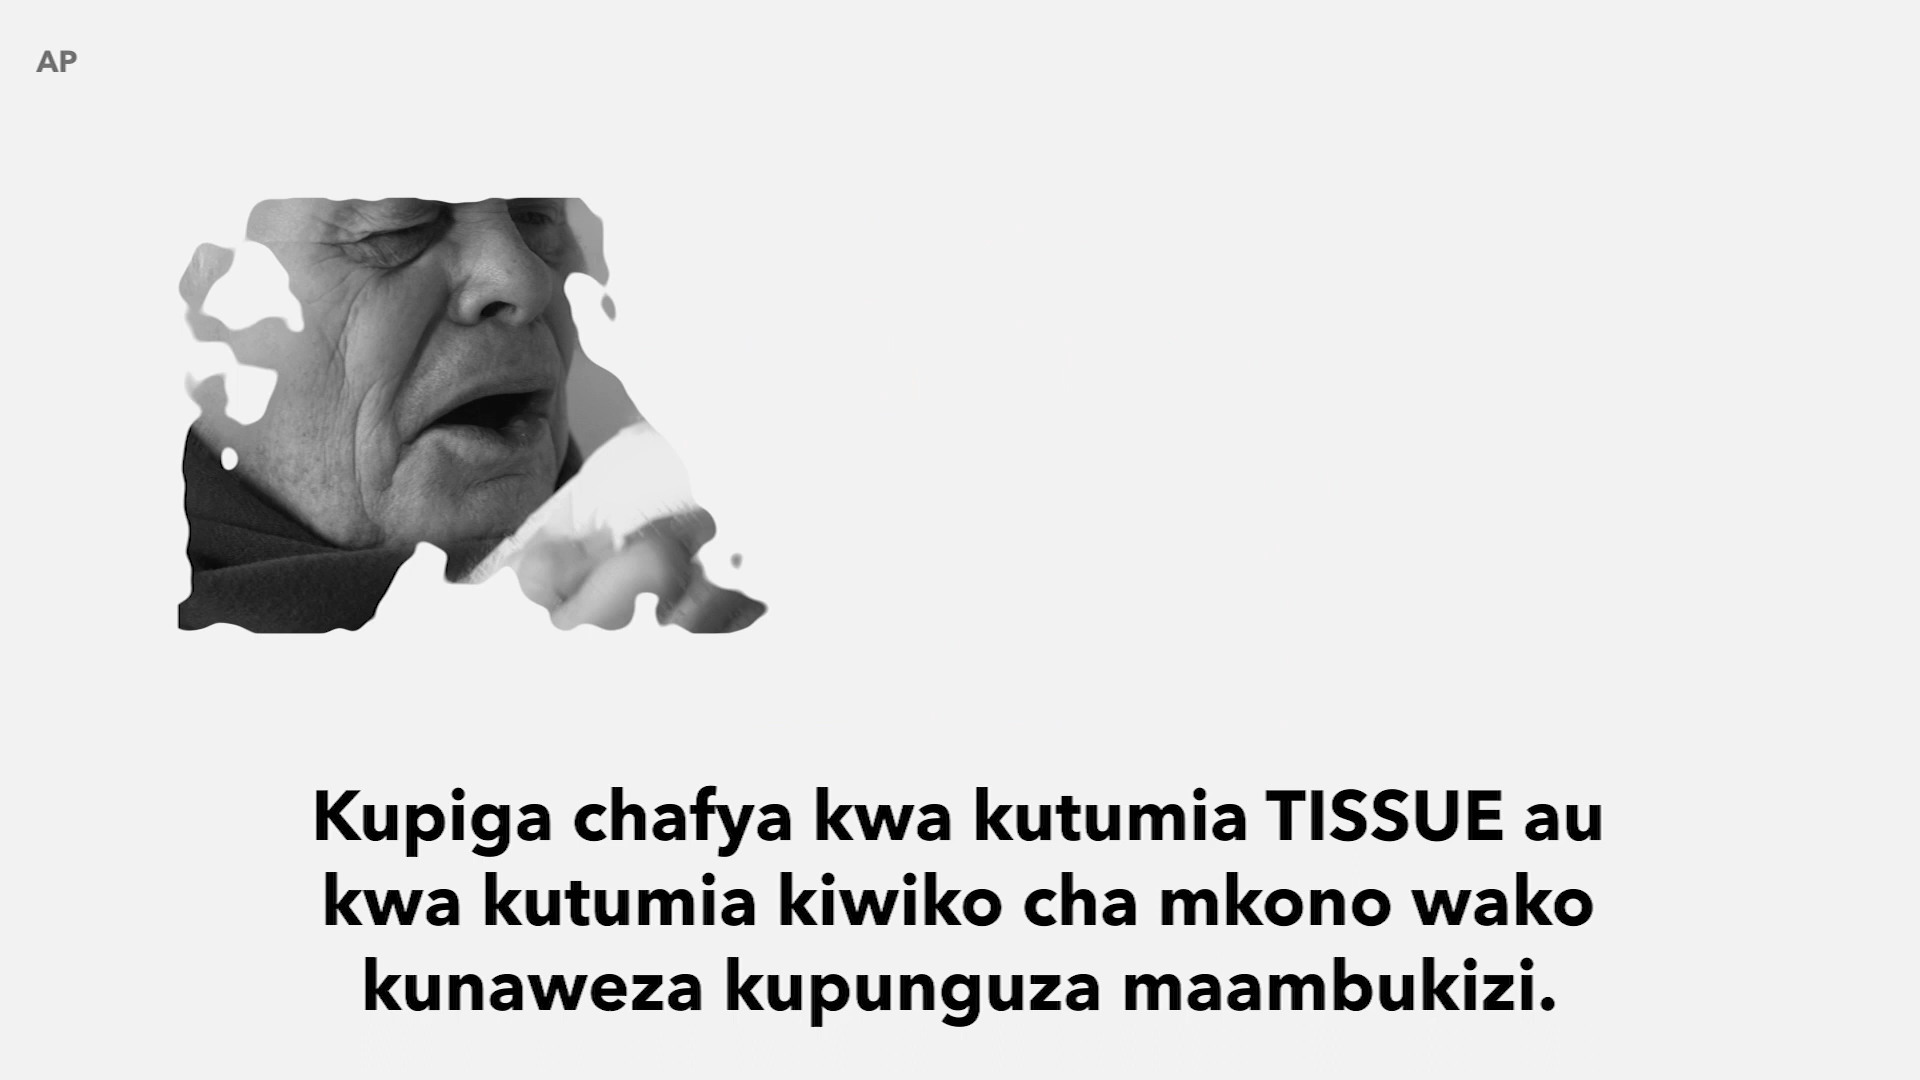 AP
Kupiga chafya kwa kutumia TISSUE au
kwa kutumia kiwiko cha mkono wako
kunaweza kupunguza maambukizi.